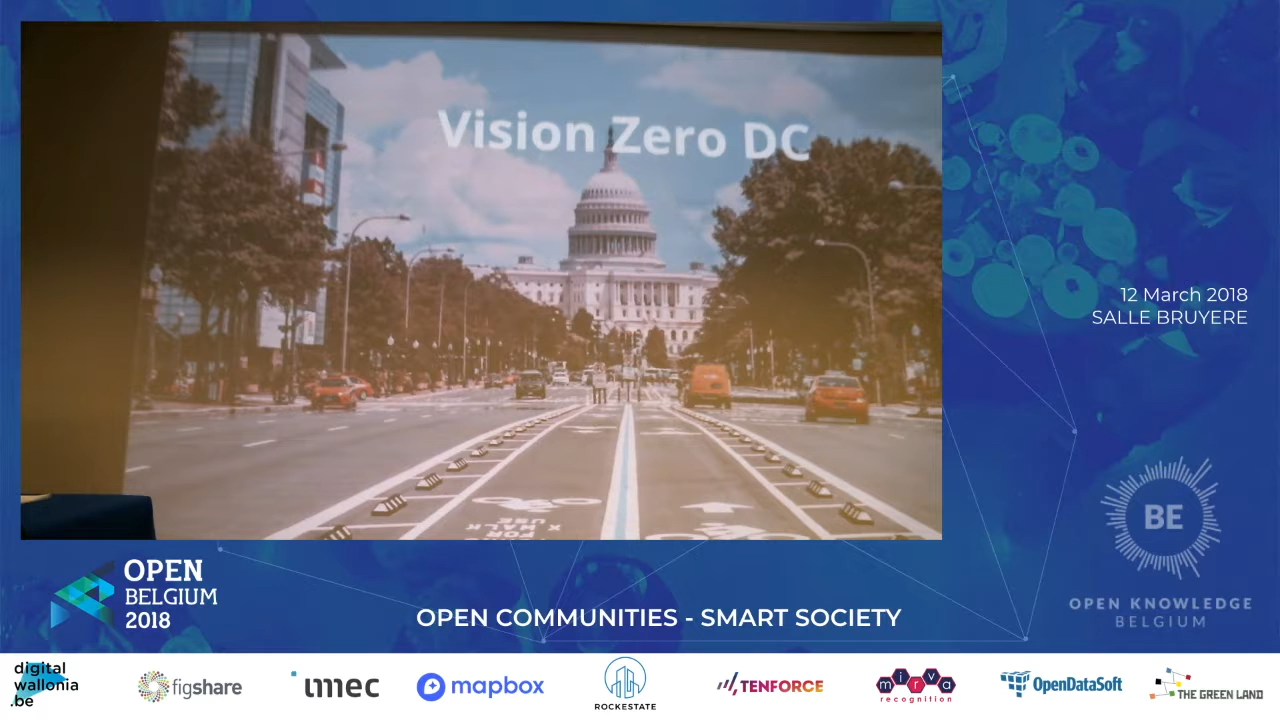 Vision Zero DC
12 March 2018
SALLE BRUYERE
BE
OPEN KNOWLEDGE
BELGIUM
OPEN
BELGIUM
2018
OPEN COMMUNITIES - SMART SOCIETY
digital
wallonia
.be
figshare
imec
mapbox
ROCKESTATE
TENFORCE
mirva
recognition
OpenDataSoft
THE GREEN LAND